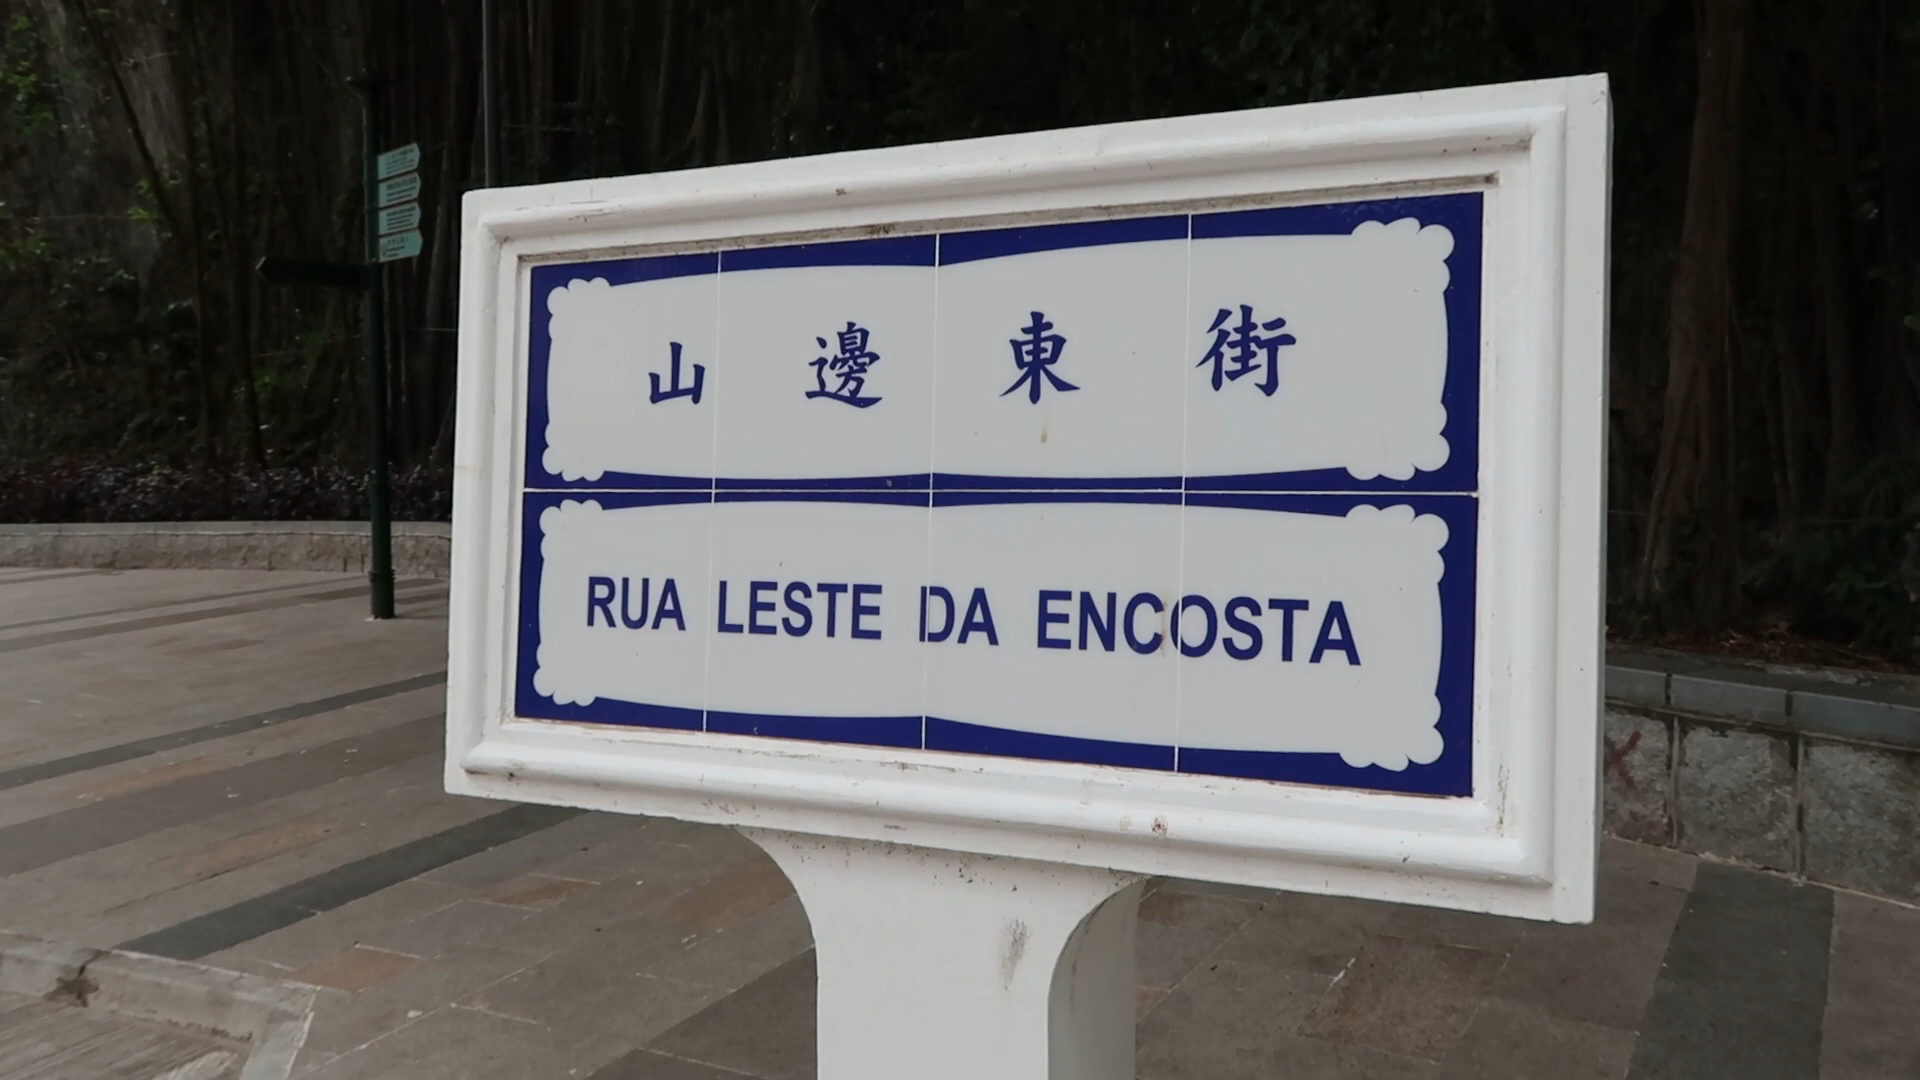 山邊東街
RUA LESTE DA ENCOSTA